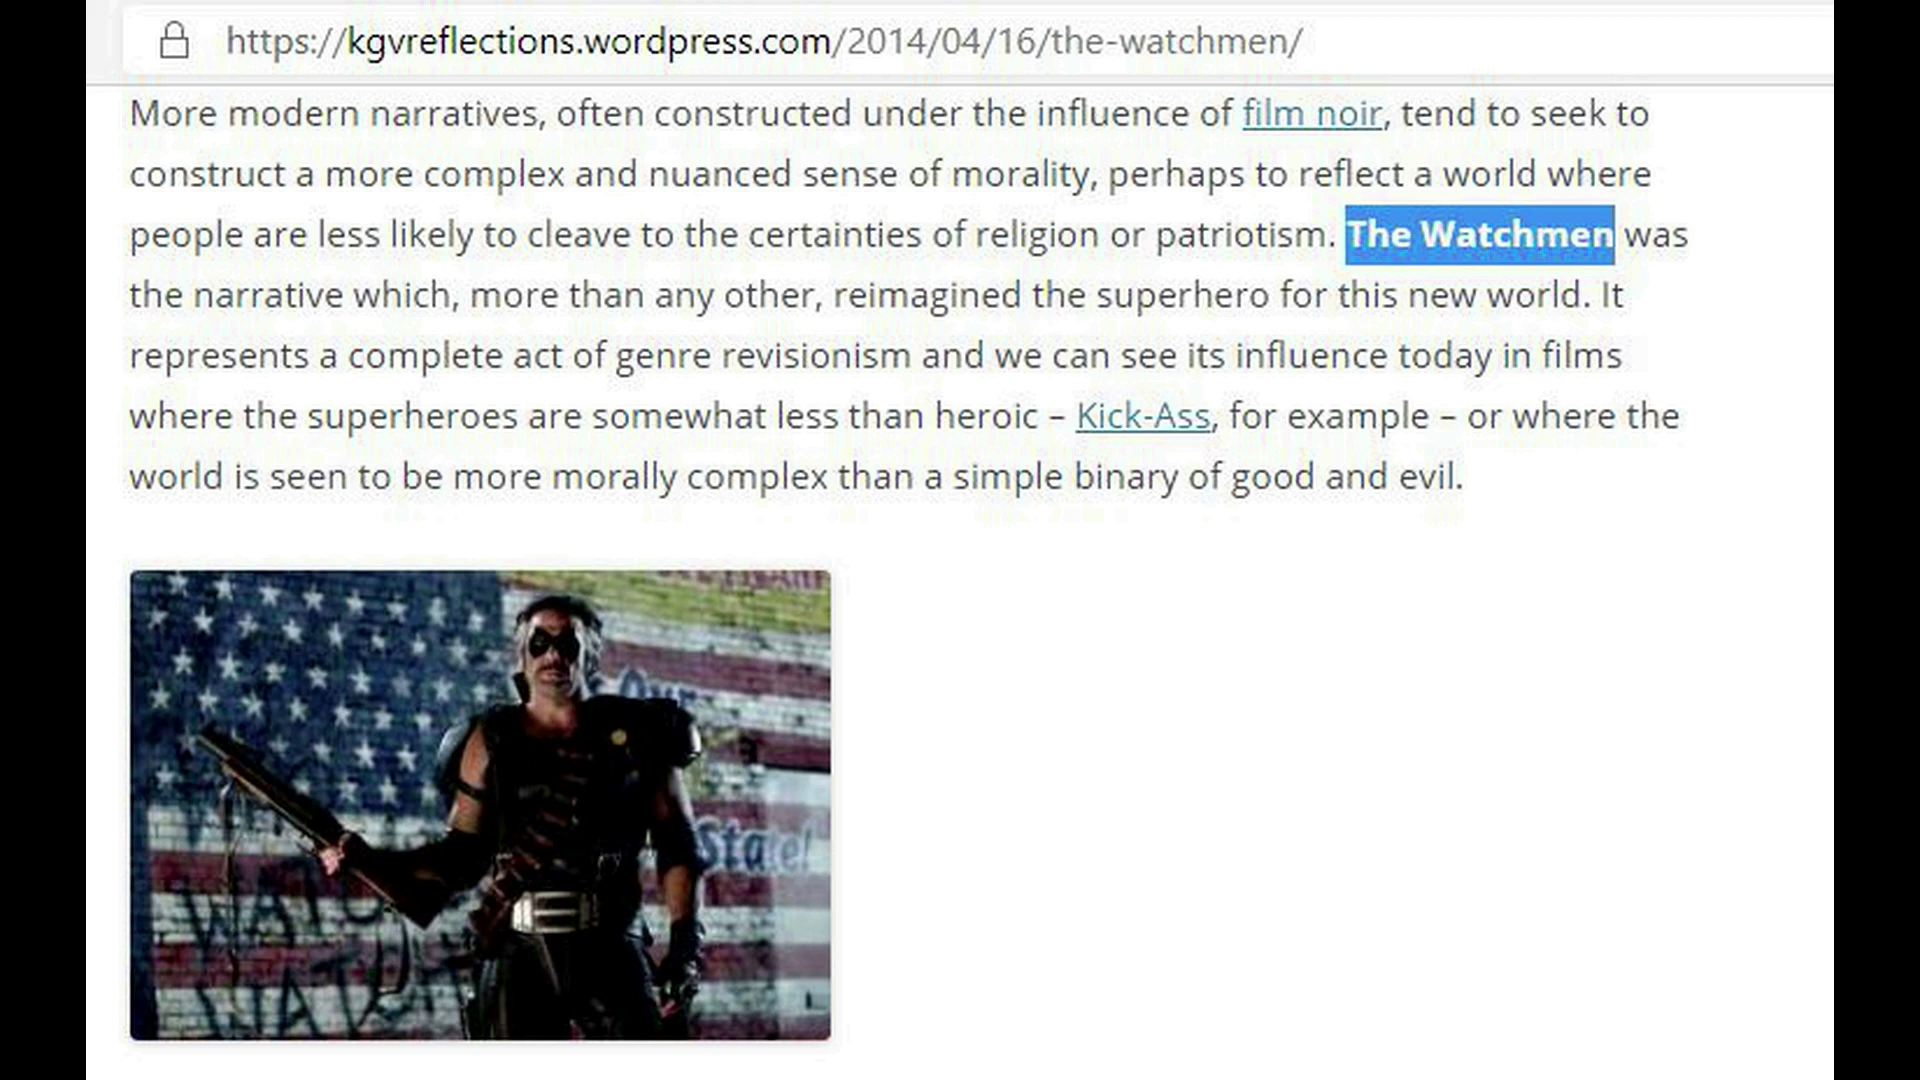 https://kgvreflections.wordpress.com/2014/04/16/the-watchmen/
More modern narratives, often constructed under the influence of film noir, tend to seek to
construct a more complex and nuanced sense of morality, perhaps to reflect a world where
people are less likely to cleave to the certainties of religion or patriotism. The Watchmen was
the narrative which, more than any other, reimagined the superhero for this new world. It
represents a complete act of genre revisionism and we can see its influence today in films
where the superheroes are somewhat less than heroic – Kick-Ass, for example – or where the
world is seen to be more morally complex than a simple binary of good and evil.
Our
State!